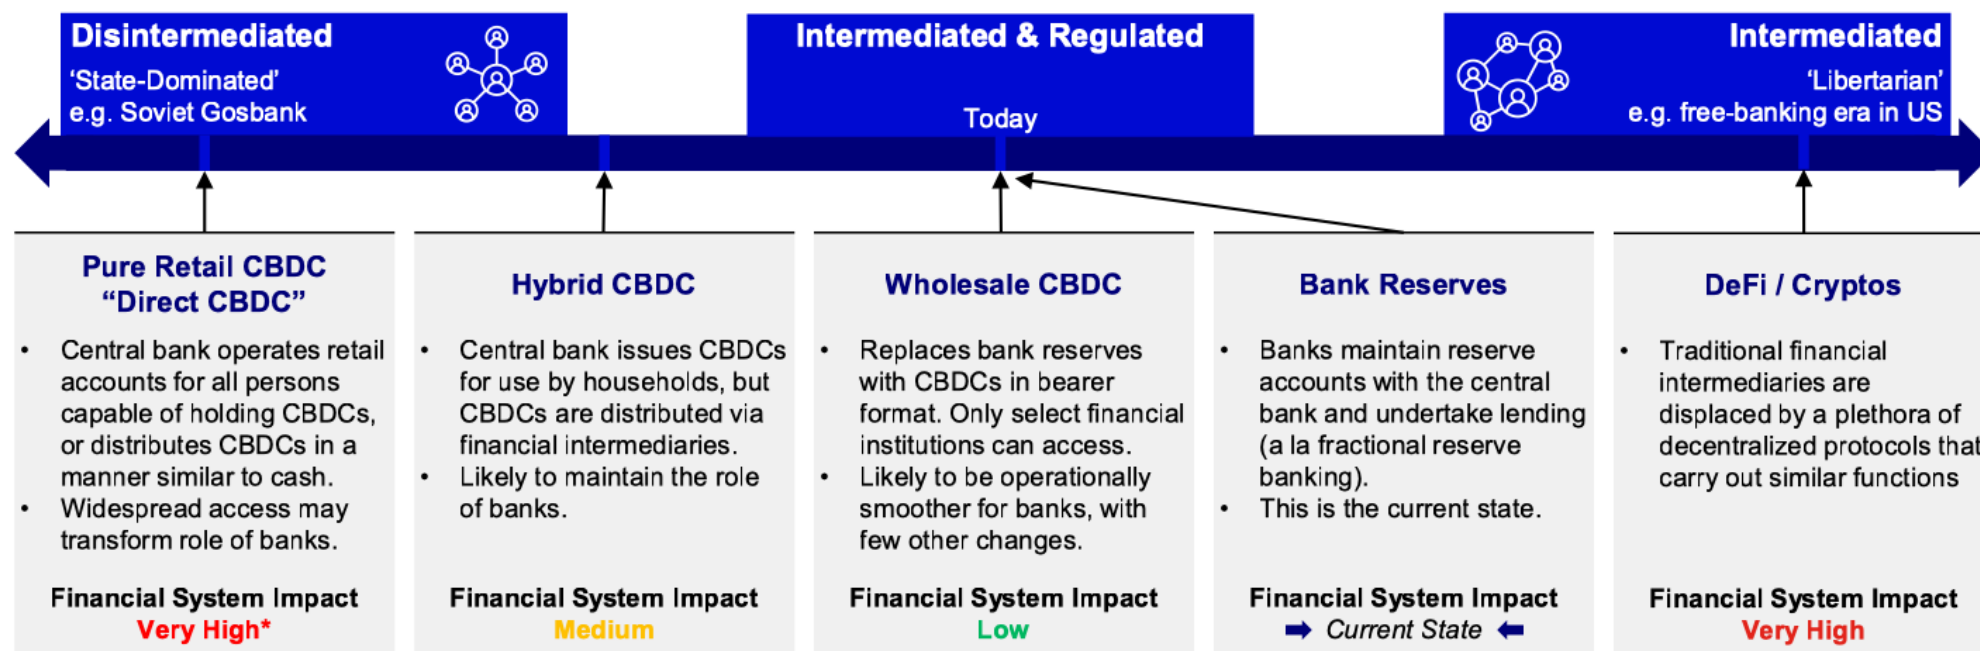 Disintermediated
'State-Dominated'
e.g. Soviet Gosbank
Intermediated & Regulated
Today
Intermediated
'Libertarian'
e.g. free-banking era in US
Pure Retail CBDC
“Direct CBDC”
• Central bank operates retail
accounts for all persons
capable of holding CBDCs,
or distributes CBDCs in a
manner similar to cash.
• Widespread access may
transform role of banks.
Financial System Impact
Very High*
Hybrid CBDC
• Central bank issues CBDCs
for use by households, but
CBDCs are distributed via
financial intermediaries.
• Likely to maintain the role
of banks.
Financial System Impact
Medium
Wholesale CBDC
• Replaces bank reserves
with CBDCs in bearer
format. Only select financial
institutions can access.
• Likely to be operationally
smoother for banks, with
few other changes.
Financial System Impact
Low
Bank Reserves
• Banks maintain reserve
accounts with the central
bank and undertake lending
(a la fractional reserve
banking).
• This is the current state.
Financial System Impact
Current State
DeFi / Cryptos
• Traditional financial
intermediaries are
displaced by a plethora of
decentralized protocols that
carry out similar functions
Financial System Impact
Very High